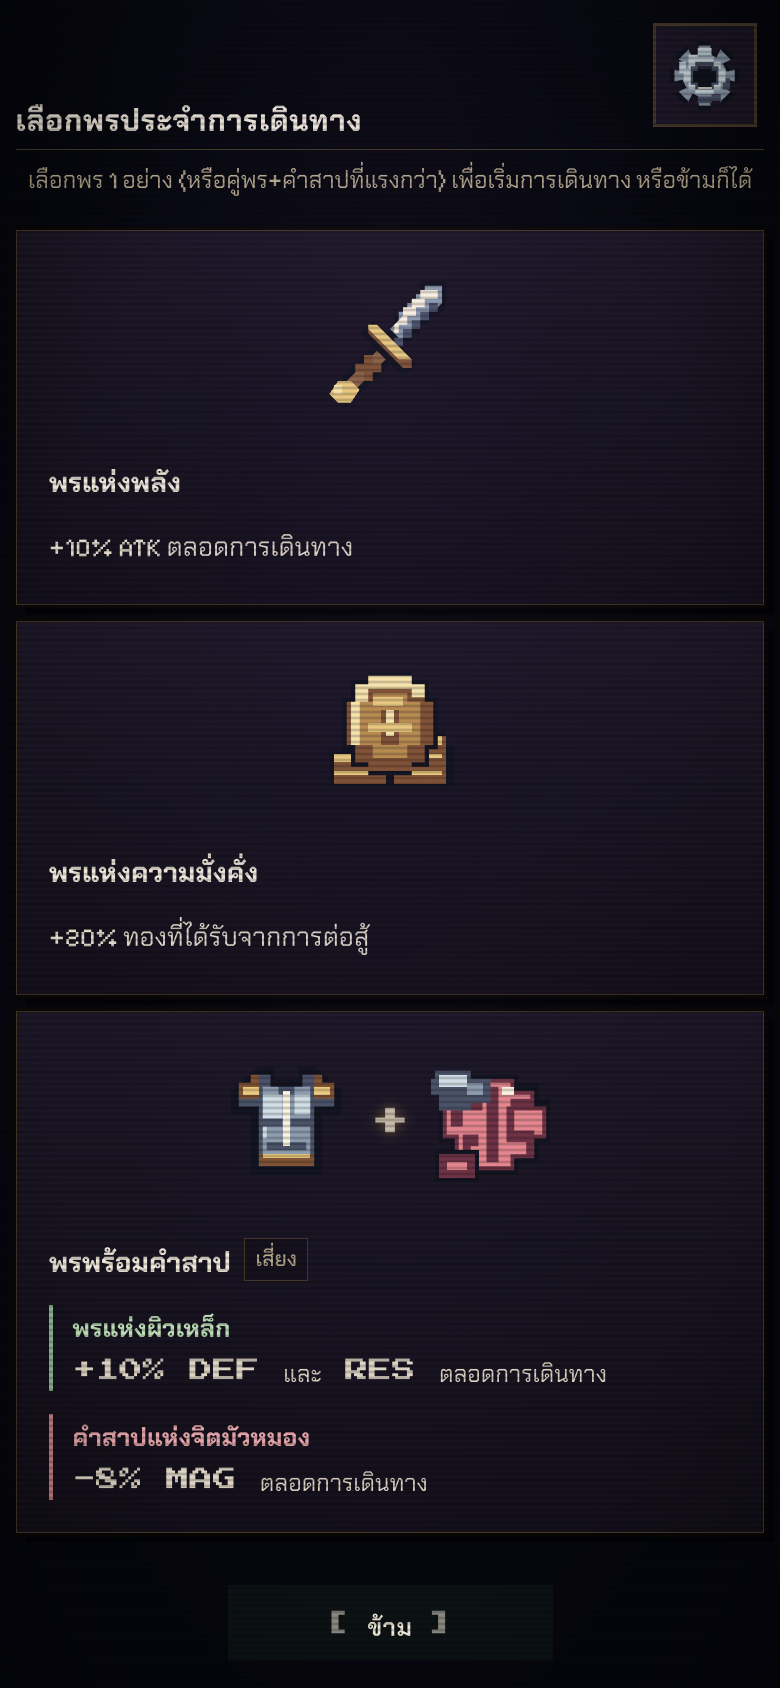 เลือกพรประจำการเดินทาง
เลือกพร 1 อย่าง (หรือคู่พร+คำสาปที่แรงกว่า) เพื่อเริ่มการเดินทาง หรือข้ามก็ได้
พรแห่งพลัง
+10% ATK ตลอดการเดินทาง
พรแห่งความมั่งคั่ง
+20% ทองที่ได้รับจากการต่อสู้
+
พรพร้อมคำสาป เสี่ยง
พรแห่งผิวเหล็ก
+10% DEF และ RES ตลอดการเดินทาง
คำสาปแห่งจิตมัวหมอง
−8% MAG ตลอดการเดินทาง
[ ข้าม ]